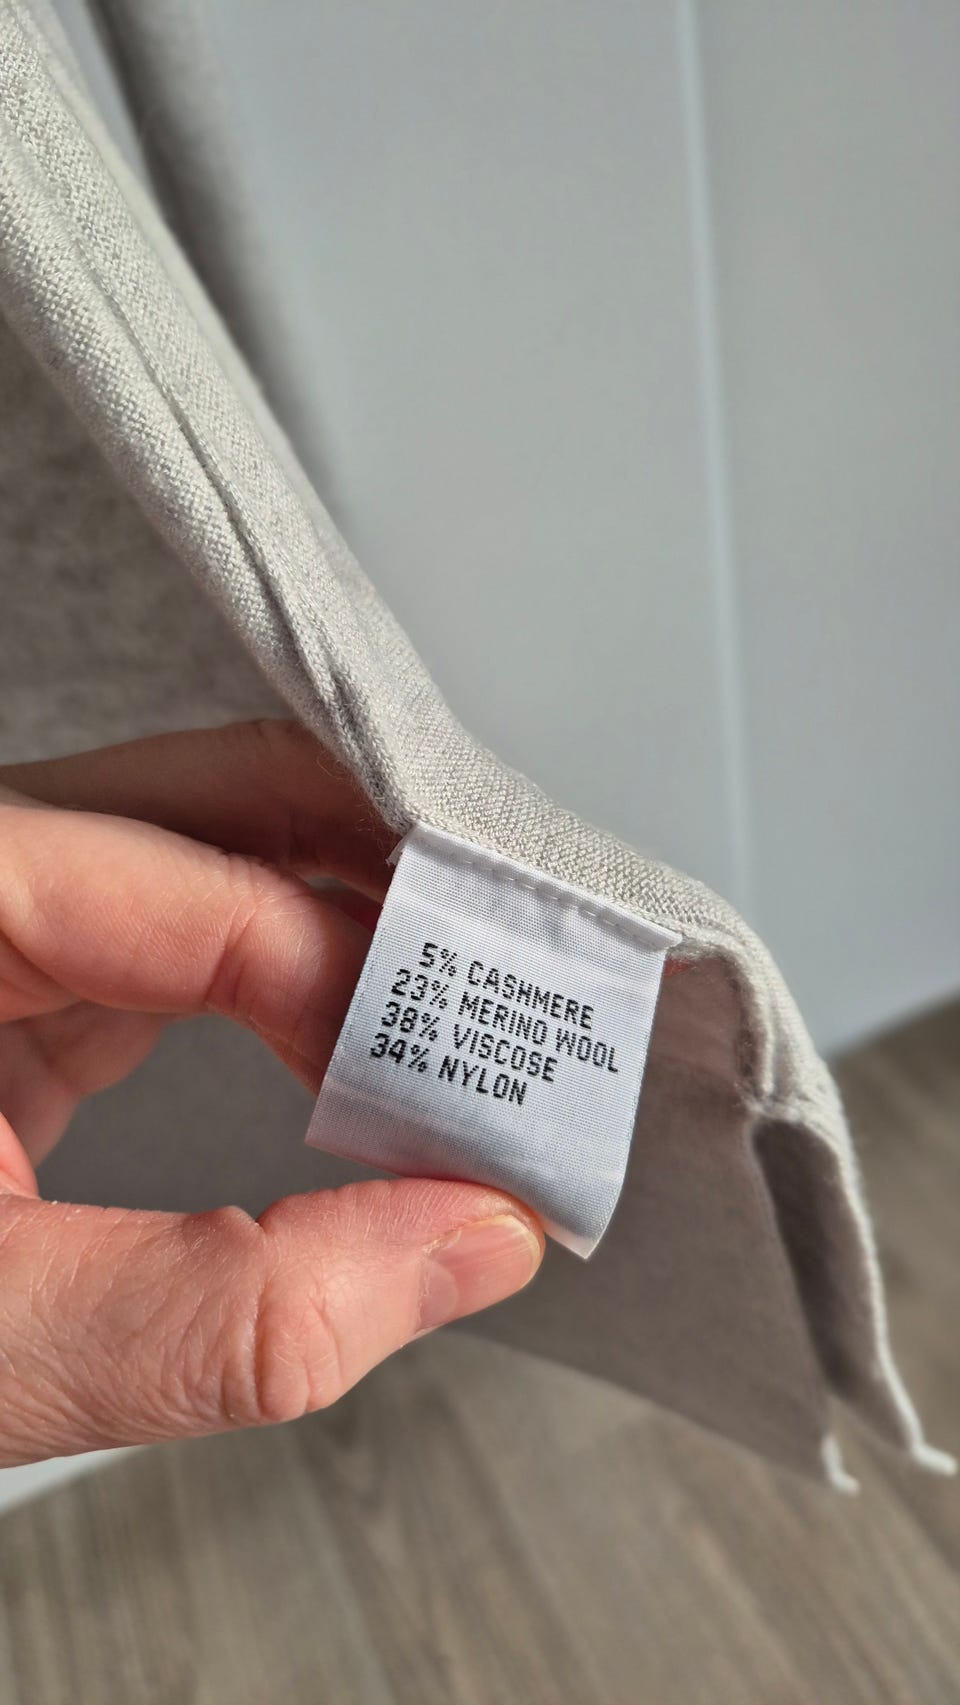 5% CASHMERE
23% MERINO WOOL
38% VISCOSE
34% NYLON